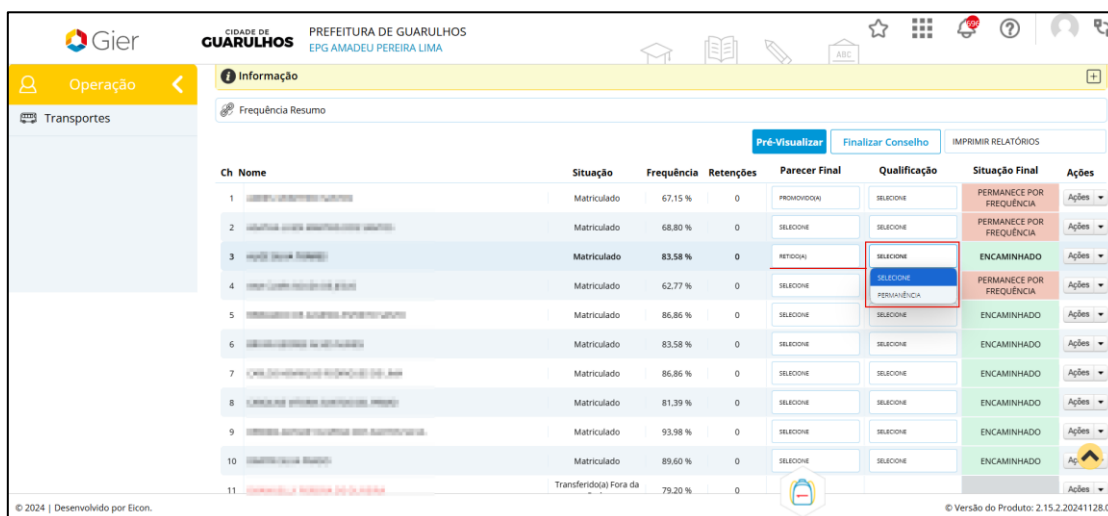 Gier
CIDADE DE
GUARULHOS
PREFEITURA DE GUARULHOS
EPG AMADEU PEREIRA LIMA
ABC
696
Operação
Transportes
Informação
Frequência Resumo
Pré-Visualizar Finalizar Conselho IMPRIMIR RELATÓRIOS
Ch Nome Situação Frequência Retenções Parecer Final Qualificação Situação Final Ações
1 Matriculado 67,15 % 0 PROMOVIDO(A) SELECIONE PERMANECE POR FREQUÊNCIA Ações
2 Matriculado 68,80 % 0 SELECIONE SELECIONE PERMANECE POR FREQUÊNCIA Ações
3 Matriculado 83,58 % 0 RETIDO(A) SELECIONE ENCAMINHADO Ações
SELECIONE
PERMANÊNCIA
4 Matriculado 62,77 % 0 SELECIONE PERMANECE POR FREQUÊNCIA Ações
5 Matriculado 86,86 % 0 SELECIONE SELECIONE ENCAMINHADO Ações
6 Matriculado 83,58 % 0 SELECIONE SELECIONE ENCAMINHADO Ações
7 Matriculado 86,86 % 0 SELECIONE SELECIONE ENCAMINHADO Ações
8 Matriculado 81,39 % 0 SELECIONE SELECIONE ENCAMINHADO Ações
9 Matriculado 93,98 % 0 SELECIONE SELECIONE ENCAMINHADO Ações
10 Matriculado 89,60 % 0 SELECIONE SELECIONE ENCAMINHADO
11 Transferido(a) Fora da 79,20 % 0 Ações
© 2024 | Desenvolvido por Eicon.
© Versão do Produto: 2.15.2.20241128.0